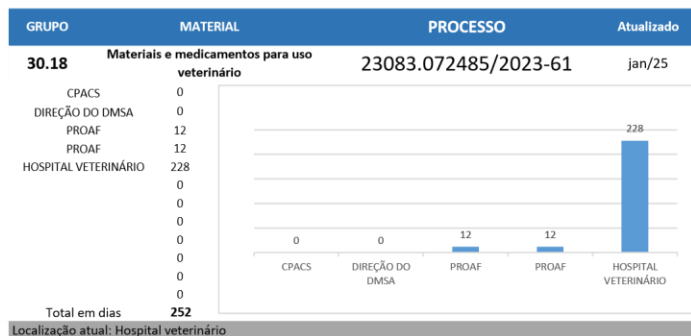 GRUPO MATERIAL PROCESSO Atualizado
30.18 Materiais e medicamentos para uso veterinário 23083.072485/2023-61 jan/25
CPACS 0
DIREÇÃO DO DMSA 0
PROAF 12
PROAF 12
HOSPITAL VETERINÁRIO 228
0
0
0
0
0
0
0
Total em dias 252
228
0 0 12 12
CPACS DIREÇÃO DO DMSA PROAF PROAF HOSPITAL VETERINÁRIO
Localização atual: Hospital veterinário